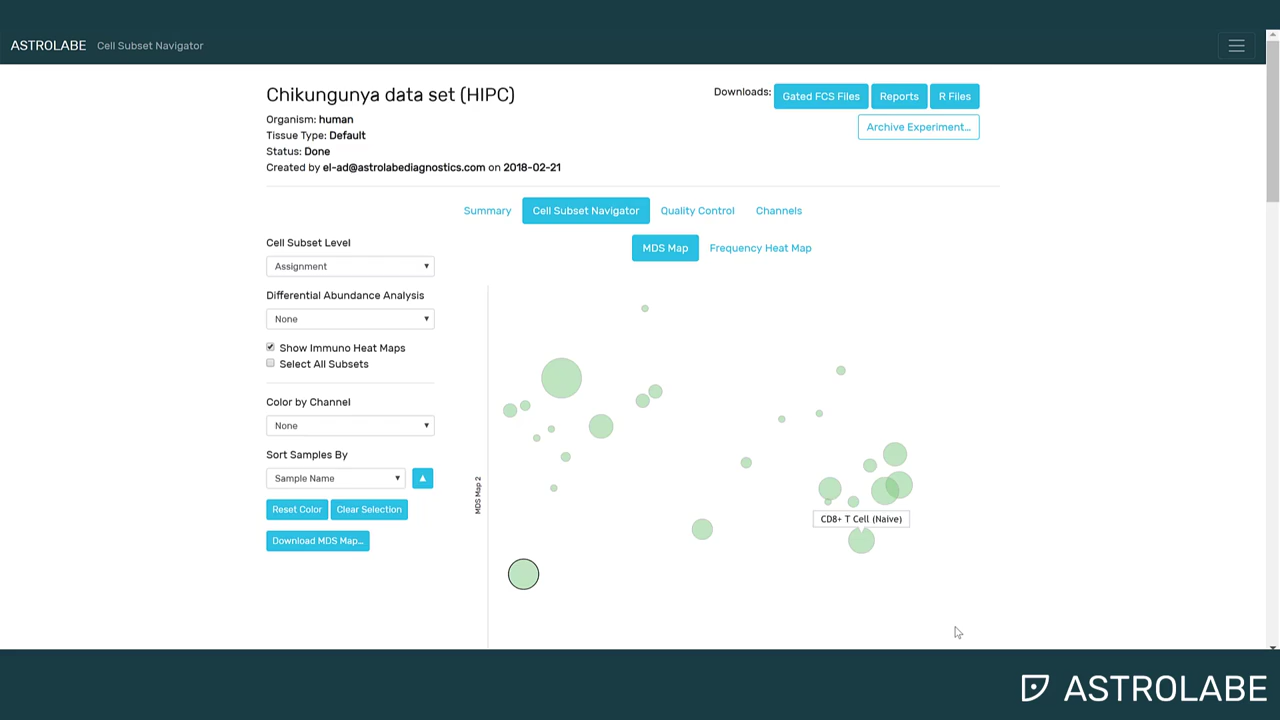 ASTROLABE Cell Subset Navigator
Chikungunya data set (HIPC)
Downloads: Gated FCS Files Reports R Files
Archive Experiment...
Organism: human
Tissue Type: Default
Status: Done
Created by el-ad@astrolabediagnostics.com on 2018-02-21
Summary Cell Subset Navigator Quality Control Channels
MDS Map Frequency Heat Map
Cell Subset Level
Assignment
Differential Abundance Analysis
None
Show Immuno Heat Maps
Select All Subsets
Color by Channel
None
Sort Samples By
Sample Name
Reset Color Clear Selection
Download MDS Map...
MDS Map 2
CD8+ T Cell (Naive)
ASTROLABE